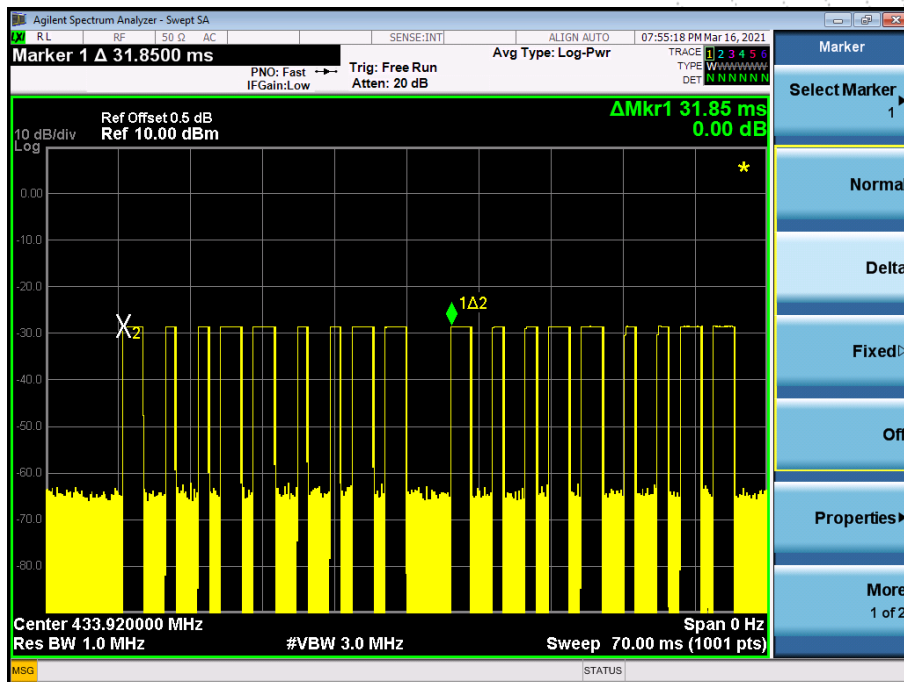 Agilent Spectrum Analyzer - Swept SA
LXI RL RF 50 Ω AC SENSE:INT ALIGN AUTO 07:55:18 PM Mar 16, 2021
Marker 1 Δ 31.8500 ms
PNO: Fast
IFGain:Low
Trig: Free Run
Atten: 20 dB
Avg Type: Log-Pwr
TRACE 1 2 3 4 5 6
TYPE WWWWWW
DET N N N N N N
ΔMkr1 31.85 ms
0.00 dB
Ref Offset 0.5 dB
10 dB/div Ref 10.00 dBm
Log
0.00
-10.0
-20.0
-30.0
-40.0
-50.0
-60.0
-70.0
-80.0
*
X2
1Δ2
Center 433.920000 MHz
Span 0 Hz
Res BW 1.0 MHz
#VBW 3.0 MHz
Sweep 70.00 ms (1001 pts)
MSG
STATUS
Marker
Select Marker
1
Normal
Delta
Fixed
Off
Properties
More
1 of 2